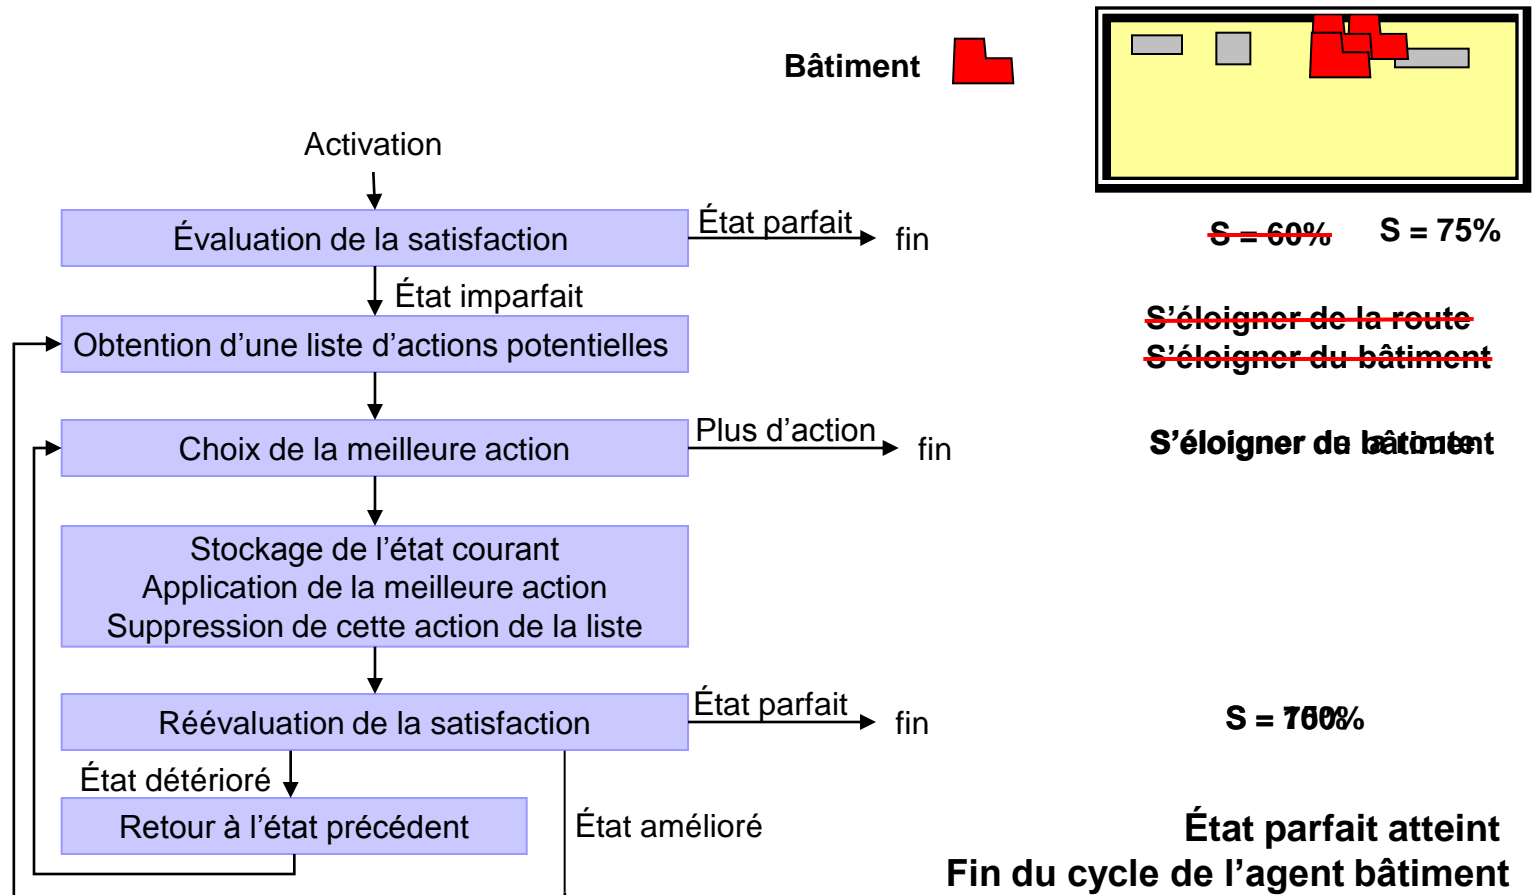 Bâtiment
Activation
Évaluation de la satisfaction
État parfait
fin
S = 60%
S = 75%
État imparfait
Obtention d’une liste d’actions potentielles
S’éloigner de la route
S’éloigner du bâtiment
Choix de la meilleure action
Plus d’action
fin
Stockage de l’état courant
Application de la meilleure action
Suppression de cette action de la liste
Réévaluation de la satisfaction
État parfait
fin
S =
État détérioré
Retour à l’état précédent
État amélioré
État parfait atteint
Fin du cycle de l’agent bâtiment